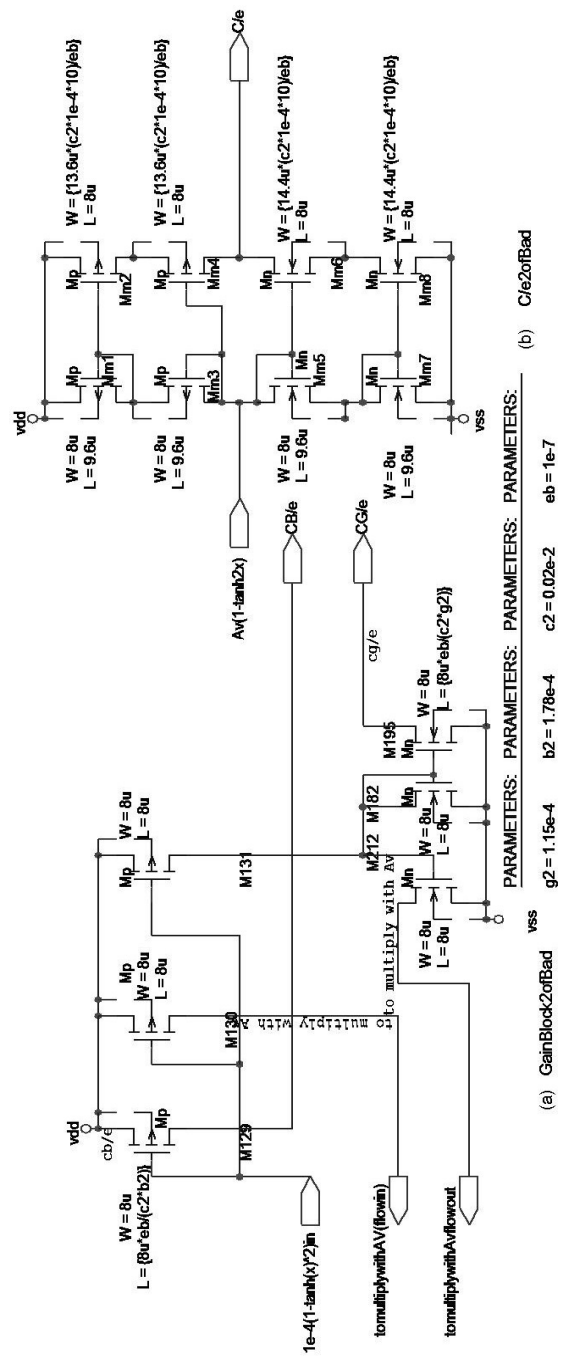 vdd
cb/e
W = 8u
L = {8u*eb/(c2*b2)}
Mp
M129
Mp
W = 8u
L = 8u
M130
Mp
W = 8u
L = 8u
M131
to multiply with Av
to multiply with Av
1e-4(1-tanh(x)^2)in
tomultiplywithAV(flowin)
tomultiplywithAvflowout
M212
Mn
W = 8u
L = 8u
M182
Mn
W = 8u
L = 8u
M195
Mn
W = 8u
L = {8u*eb/(c2*g2)}
vss
cg/e
CB/e
CG/e
Av(1-tanh2x)
vdd
W = 8u
L = 9.6u
Mp
Mm1
Mp
Mm2
W = {13.6u*(c2*1e-4*10)/eb}
L = 8u
W = 8u
L = 9.6u
Mp
Mm3
Mp
Mm4
W = {13.6u*(c2*1e-4*10)/eb}
L = 8u
C/e
W = 8u
L = 9.6u
Mn
Mm5
Mn
Mm6
W = {14.4u*(c2*1e-4*10)/eb}
L = 8u
W = 8u
L = 9.6u
Mn
Mm7
Mn
Mm8
W = {14.4u*(c2*1e-4*10)/eb}
L = 8u
vss
PARAMETERS: PARAMETERS: PARAMETERS: PARAMETERS:
g2 = 1.15e-4 b2 = 1.78e-4 c2 = 0.02e-2 eb = 1e-7
(a) GainBlock2ofBad
(b) C/e2ofBad